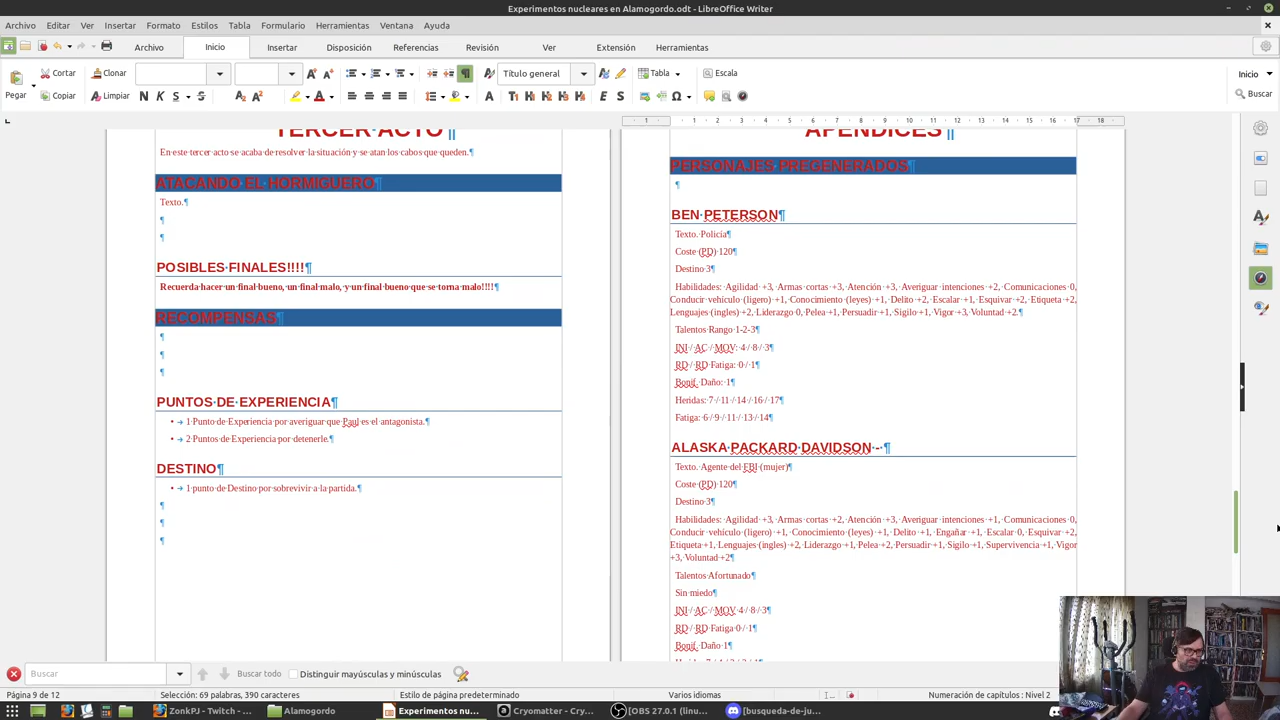 Experimentos nucleares en Alamogordo.odt - LibreOffice Writer
Archivo Editar Ver Insertar Formato Estilos Tabla Formulario Herramientas Ventana Ayuda
Archivo Inicio Insertar Disposición Referencias Revisión Ver Extensión Herramientas
Cortar Clonar Título general Tabla Escala Inicio
Pegar Copiar Limpiar Buscar
TERCER ACTO
En este tercer acto se acaba de resolver la situación y se atan los cabos que queden.
ATACANDO EL HORMIGUERO
Texto.
POSIBLES FINALES!!!!
Recuerda hacer un final bueno, un final malo, y un final bueno que se torna malo!!!!
RECOMPENSAS
PUNTOS DE EXPERIENCIA
• 1 Punto de Experiencia por averiguar que Paul es el antagonista.
• 2 Puntos de Experiencia por detenerle.
DESTINO
• 1 punto de Destino por sobrevivir a la partida.
APÉNDICES
PERSONAJES PREGENERADOS
BEN PETERSON
Texto. Policía
Coste (PD) 120
Destino 3
Habilidades: Agilidad +3, Armas cortas +3, Atención +3, Averiguar intenciones +2, Comunicaciones 0,
Conducir vehículo (ligero) +1, Conocimiento (leyes) +1, Delito +2, Escalar +1, Esquivar +2, Etiqueta +2,
Lenguajes (ingles) +2, Liderazgo 0, Pelea +1, Persuadir +1, Sigilo +1, Vigor +3, Voluntad +2.
Talentos Rango 1-2-3
INI / AC / MOV: 4 / 8 / 3
RD / RD Fatiga: 0 / 1
Bonif. Daño: 1
Heridas: 7 / 11 / 14 / 16 / 17
Fatiga: 6 / 9 / 11 / 13 / 14
ALASKA PACKARD DAVIDSON -
Texto. Agente del FBI (mujer)
Coste (PD) 120
Destino 3
Habilidades: Agilidad +3, Armas cortas +2, Atención +3, Averiguar intenciones +1, Comunicaciones 0,
Conducir vehículo (ligero) +1, Conocimiento (leyes) +1, Delito +1, Engañar +1, Escalar 0, Esquivar +2,
Etiqueta +1, Lenguajes (ingles) +2, Liderazgo +1, Pelea +2, Persuadir +1, Sigilo +1, Supervivencia +1, Vigor
+3, Voluntad +2
Talentos Afortunado
Sin miedo
INI / AC / MOV 4 / 8 / 3
RD / RD Fatiga 0 / 1
Bonif. Daño 1
Buscar Buscar todo Distinguir mayúsculas y minúsculas
Página 9 de 12 Selección: 69 palabras, 390 caracteres Estilo de página predeterminado Varios idiomas Numeración de capítulos : Nivel 2
ZonkPJ - Twitch - ... Alamogordo Experimentos nu... Cryomatter - Cry... OBS 27.0.1 (linu... [busqueda-de-ju...